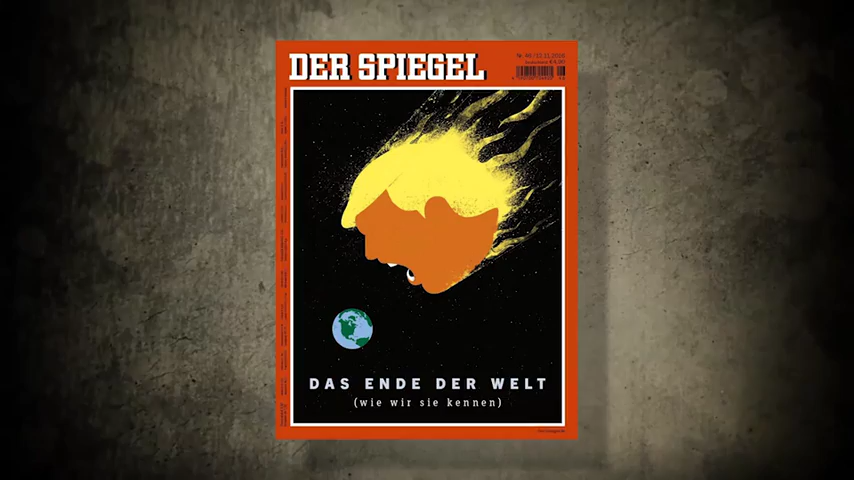 DER SPIEGEL
DAS ENDE DER WELT
(wie wir sie kennen)